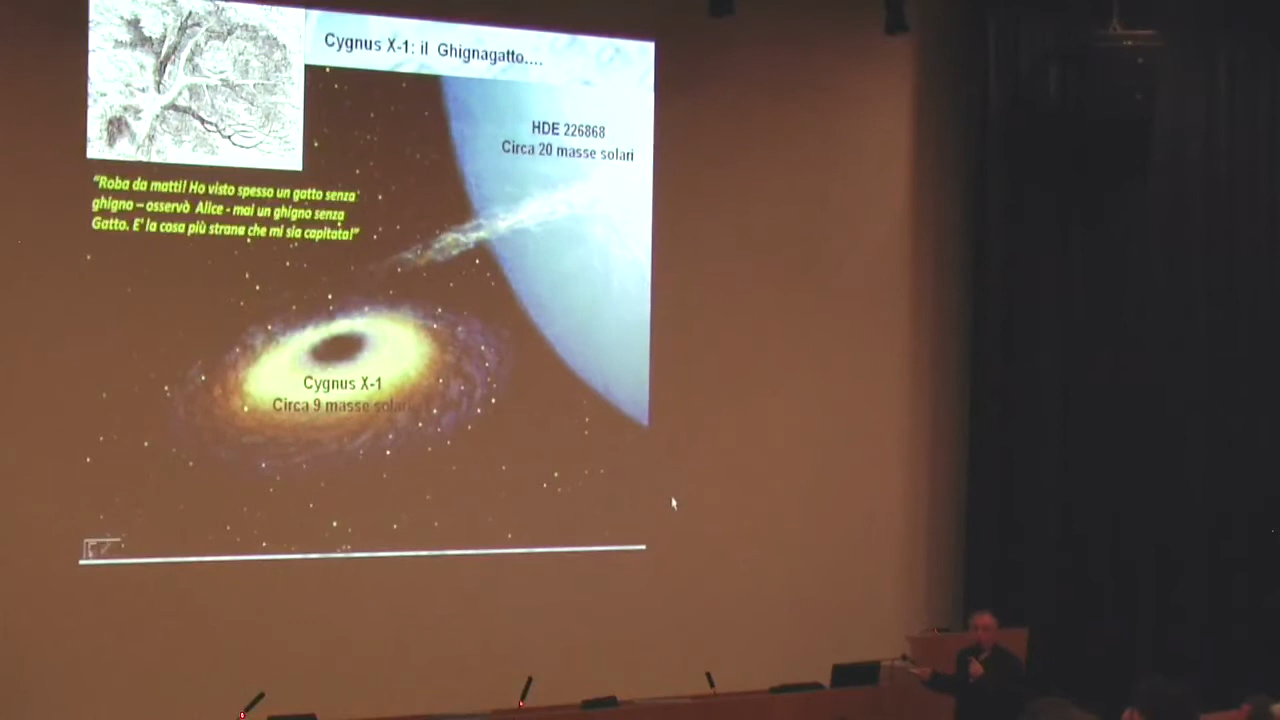 Cygnus X-1: il Ghignagatto....
HDE 226868
Circa 20 masse solari
"Roba da matti! Ho visto spesso un gatto senza
ghigno – osservò Alice - mai un ghigno senza
Gatto. E' la cosa più strana che mi sia capitata!"
Cygnus X-1
Circa 9 masse solari